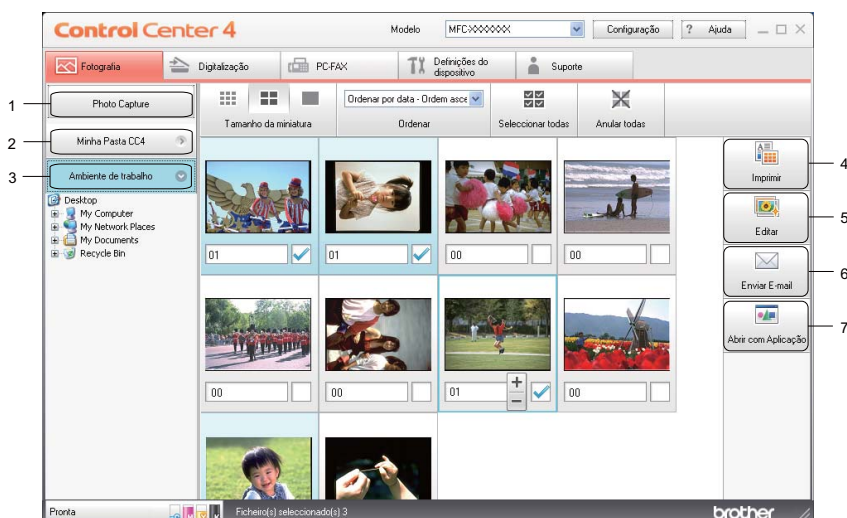 Control Center 4
Modelo
MFC-XXXXXX
Configuração
? Ajuda
Fotografia
Digitalização
PC-FAX
Definições do
dispositivo
Suporte
1
Photo Capture
2
Minha Pasta CC4
3
Ambiente de trabalho
Desktop
My Computer
My Network Places
My Documents
Recycle Bin
Tamanho da miniatura
Ordenar por data - Ordem asce
Ordenar
Seleccionar todas
Anular todas
01
01
00
00
00
00
01
00
4
Imprimir
5
Editar
6
Enviar E-mail
7
Abrir com Aplicação
Pronta
Ficheiro(s) seleccionado(s) 3
brother